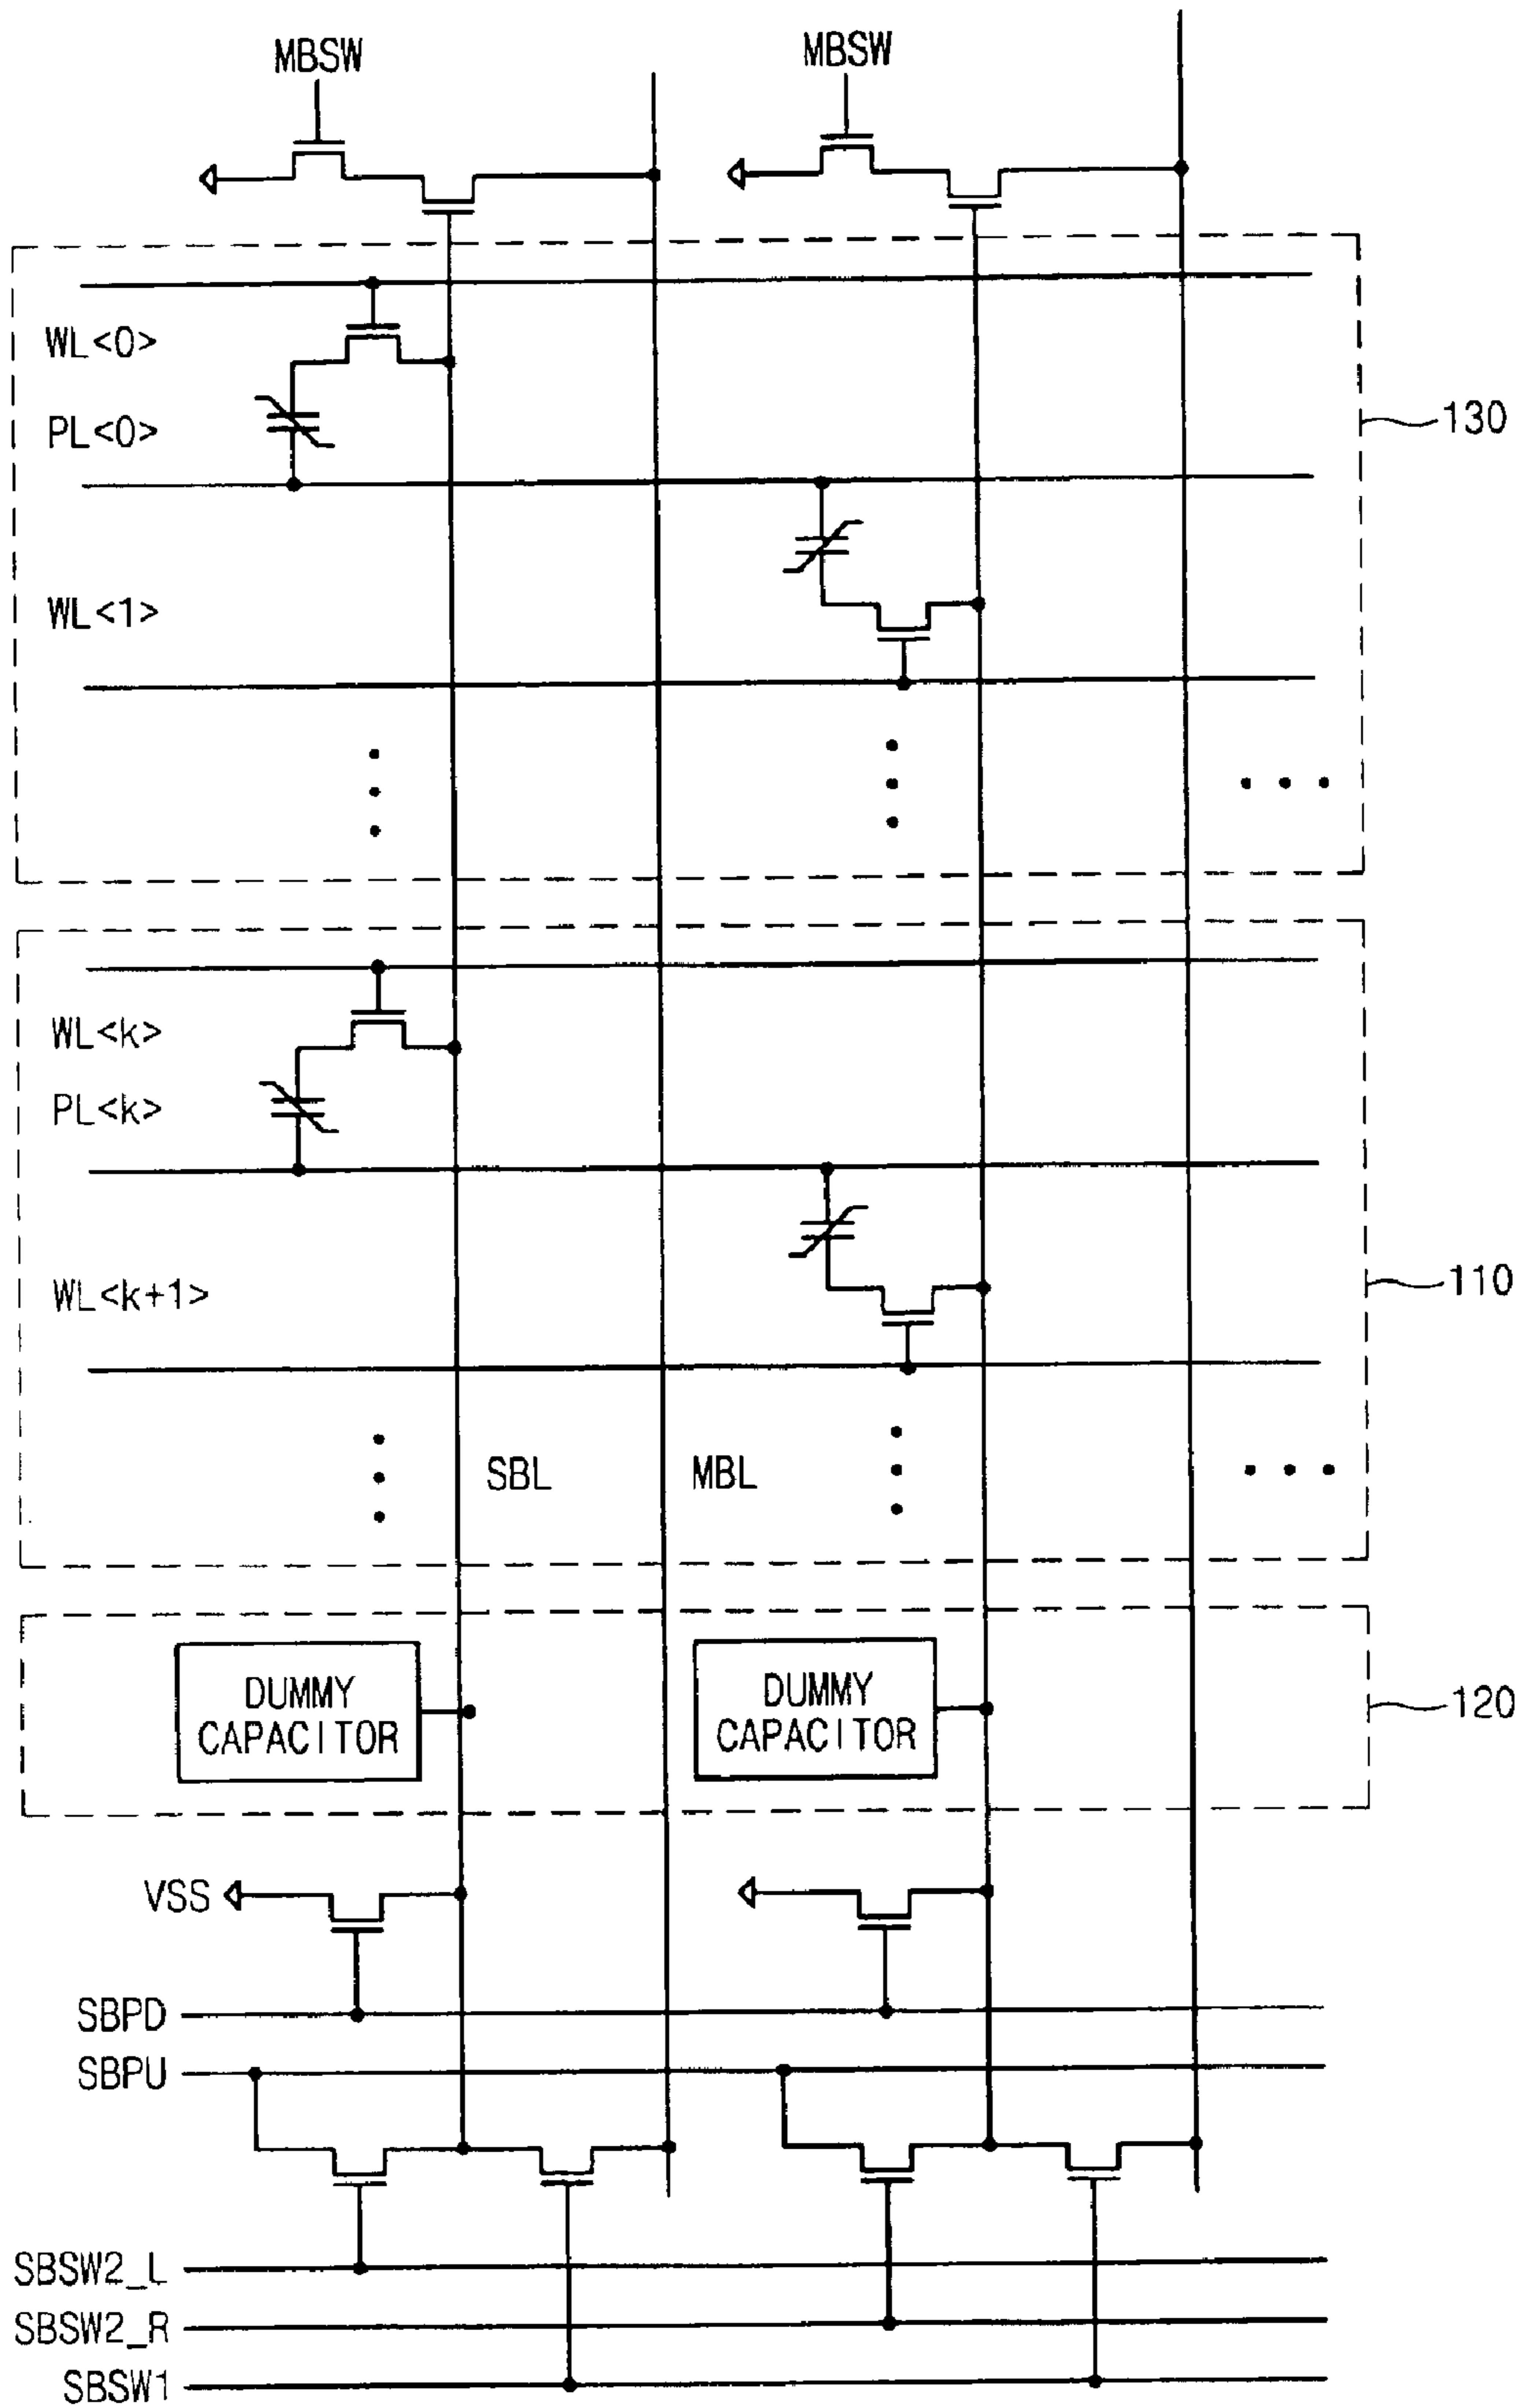 MBSW
MBSW
WL<0>
PL<0>
130
WL<1>
WL<k>
PL<k>
WL<k+1>
110
SBL
MBL
DUMMY
CAPACITOR
DUMMY
CAPACITOR
120
VSS
SBPD
SBPU
SBSW2_L
SBSW2_R
SBSW1